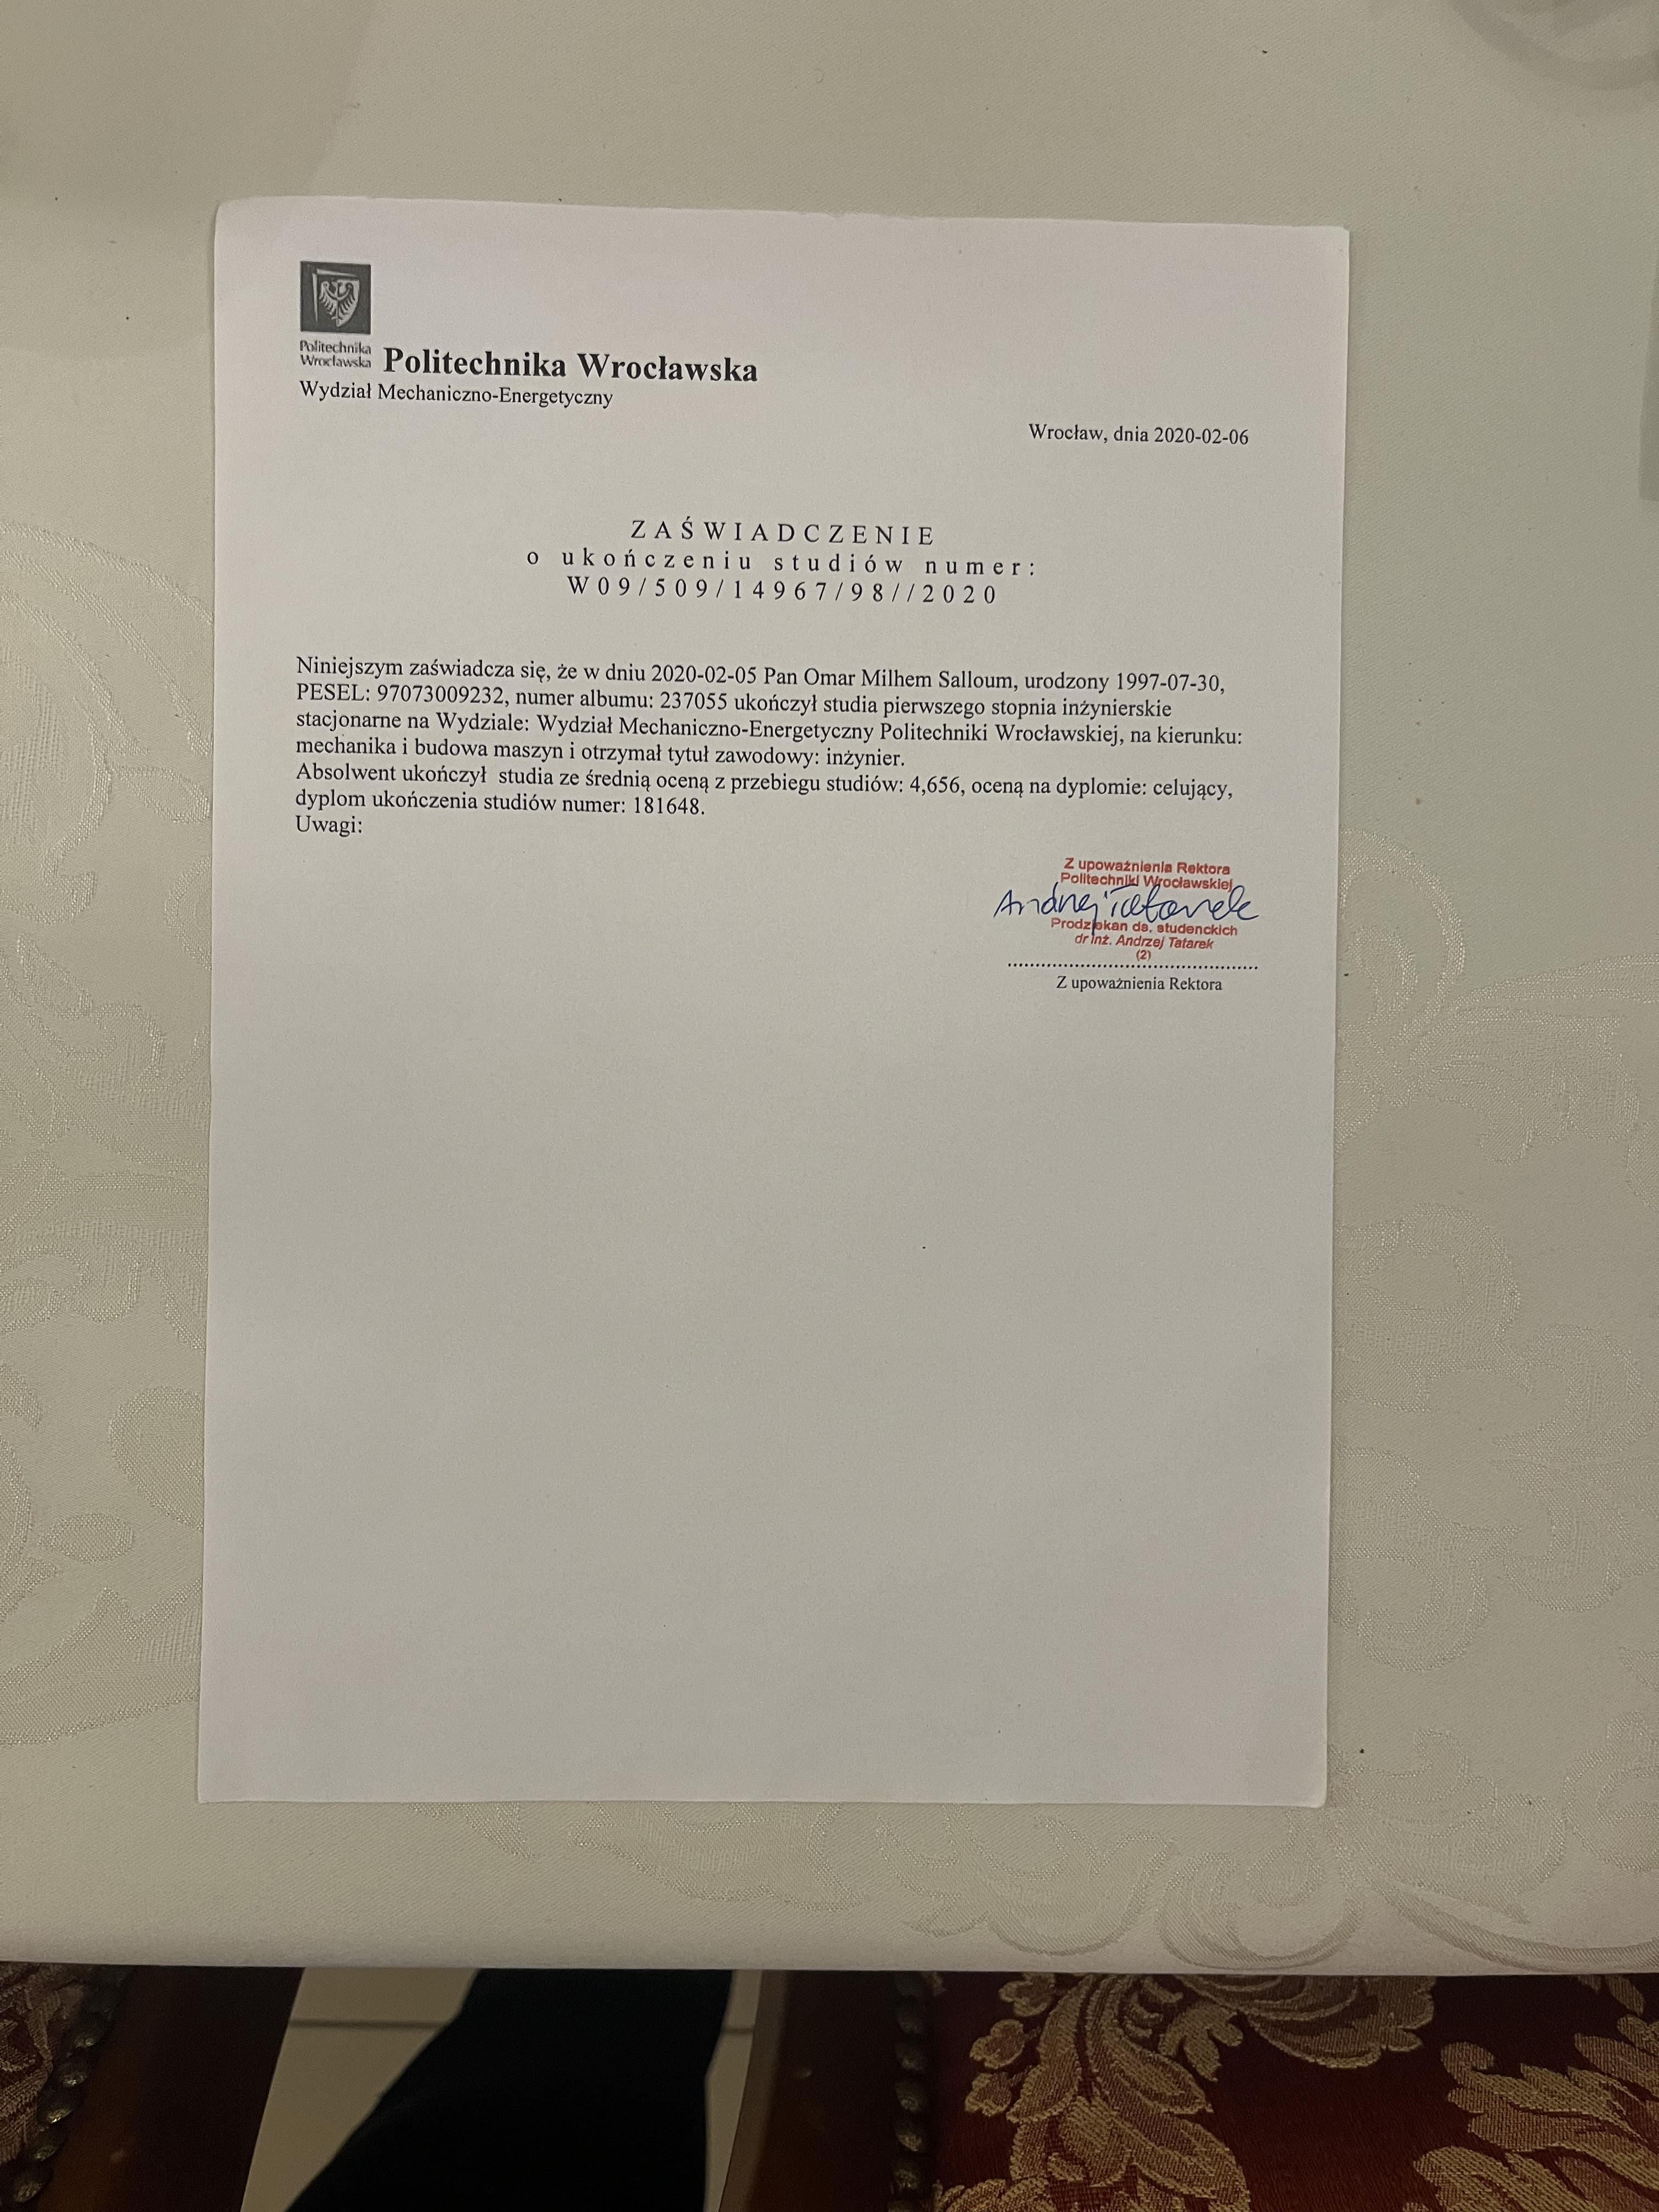 Politechnika
Wrocławska
Politechnika Wrocławska
Wydział Mechaniczno-Energetyczny
Wrocław, dnia 2020-02-06
ZAŚWIADCZENIE
o ukończeniu studiów numer:
W09/509/14967/98//2020
Niniejszym zaświadcza się, że w dniu 2020-02-05 Pan Omar Milhem Salloum, urodzony 1997-07-30,
PESEL: 97073009232, numer albumu: 237055 ukończył studia pierwszego stopnia inżynierskie
stacjonarne na Wydziale: Wydział Mechaniczno-Energetyczny Politechniki Wrocławskiej, na kierunku:
mechanika i budowa maszyn i otrzymał tytuł zawodowy: inżynier.
Absolwent ukończył studia ze średnią oceną z przebiegu studiów: 4,656, oceną na dyplomie: celujący,
dyplom ukończenia studiów numer: 181648.
Uwagi:
Z upoważnienia Rektora
Politechniki Wrocławskiej
Andrzej Tatarek
Prodziekan ds. studenckich
dr inż. Andrzej Tatarek
(2)
Z upoważnienia Rektora